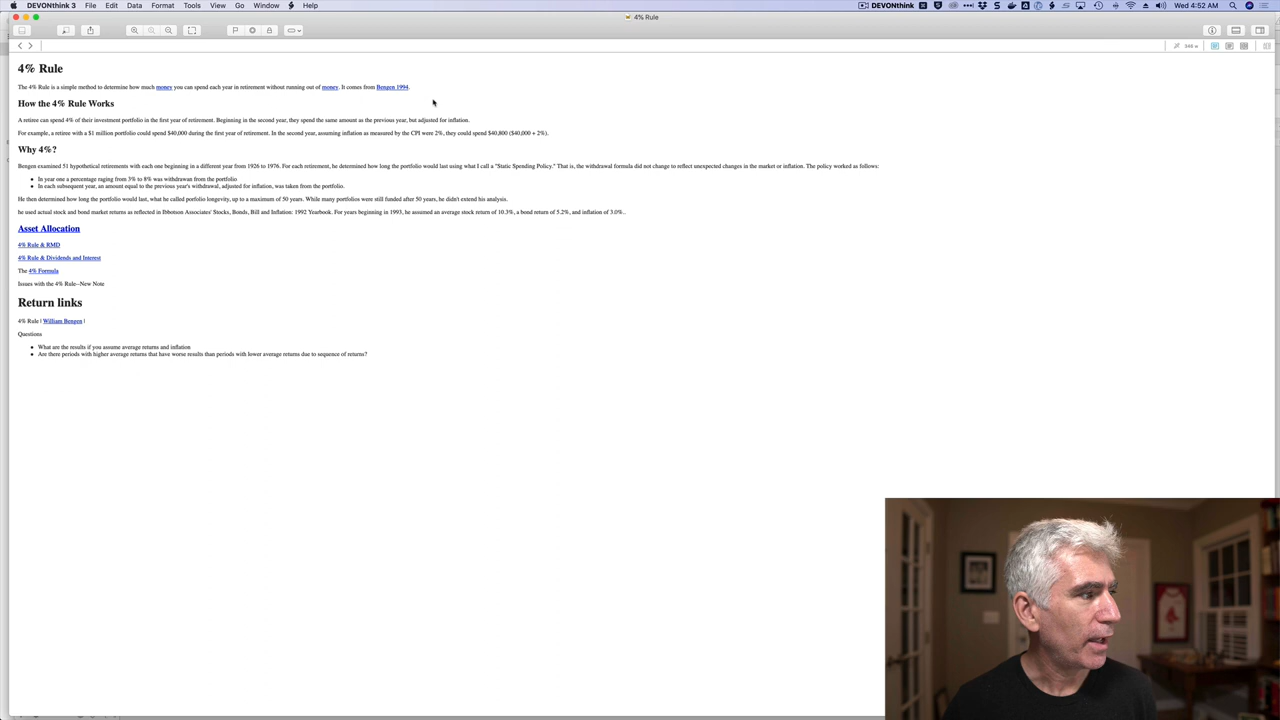 DEVONthink 3 File Edit Data Format Tools View Go Window Help DEVONthink Wed 4:52 AM
4% Rule
348 w
4% Rule
The 4% Rule is a simple method to determine how much money you can spend each year in retirement without running out of money. It comes from Bengen 1994.
How the 4% Rule Works
A retiree can spend 4% of their investment portfolio in the first year of retirement. Beginning in the second year, they spend the same amount as the previous year, but adjusted for inflation.
For example, a retiree with a $1 million portfolio could spend $40,000 during the first year of retirement. In the second year, assuming inflation as measured by the CPI were 2%, they could spend $40,800 ($40,000 + 2%).
Why 4%?
Bengen examined 51 hypothetical retirements with each one beginning in a different year from 1926 to 1976. For each retirement, he determined how long the portfolio would last using what I call a "Static Spending Policy." That is, the withdrawal formula did not change to reflect unexpected changes in the market or inflation. The policy worked as follows:
In year one a percentage raging from 3% to 8% was withdrawan from the portfolio
In each subsequent year, an amount equal to the previous year's withdrawal, adjusted for inflation, was taken from the portfolio.
He then determined how long the portfolio would last, what he called porfolio longevity, up to a maximum of 50 years. While many portfolios were still funded after 50 years, he didn't extend his analysis.
he used actual stock and bond market returns as reflected in Ibbotson Associates' Stocks, Bonds, Bill and Inflation: 1992 Yearbook. For years beginning in 1993, he assumed an average stock return of 10.3%, a bond return of 5.2%, and inflation of 3.0%..
Asset Allocation
4% Rule & RMD
4% Rule & Dividends and Interest
The 4% Formula
Issues with the 4% Rule--New Note
Return links
4% Rule | William Bengen |
Questions
What are the results if you assume average returns and inflation
Are there periods with higher average returns that have worse results than periods with lower average returns due to sequence of returns?